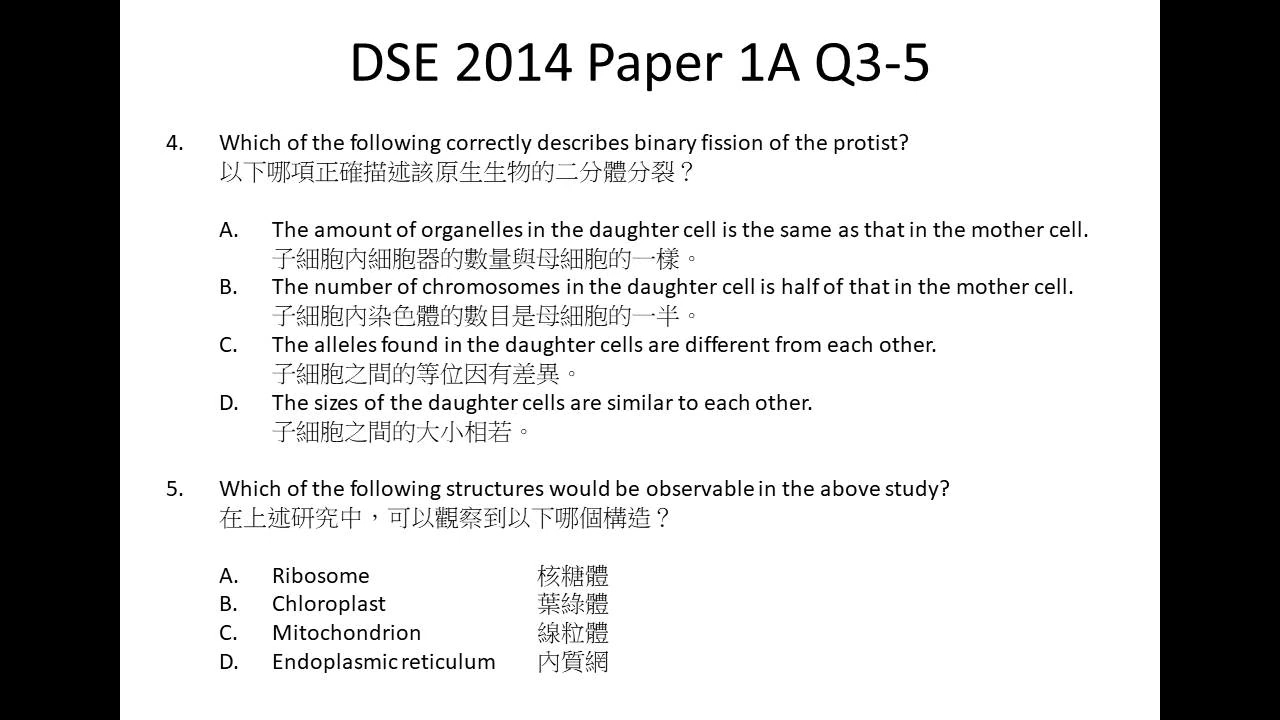 DSE 2014 Paper 1A Q3-5
4. Which of the following correctly describes binary fission of the protist?
以下哪項正確描述該原生生物的二分體分裂？
A. The amount of organelles in the daughter cell is the same as that in the mother cell.
子細胞內細胞器的數量與母細胞的一樣。
B. The number of chromosomes in the daughter cell is half of that in the mother cell.
子細胞內染色體的數目是母細胞的一半。
C. The alleles found in the daughter cells are different from each other.
子細胞之間的等位因有差異。
D. The sizes of the daughter cells are similar to each other.
子細胞之間的大小相若。
5. Which of the following structures would be observable in the above study?
在上述研究中，可以觀察到以下哪個構造？
A. Ribosome 核糖體
B. Chloroplast 葉綠體
C. Mitochondrion 線粒體
D. Endoplasmic reticulum 內質網